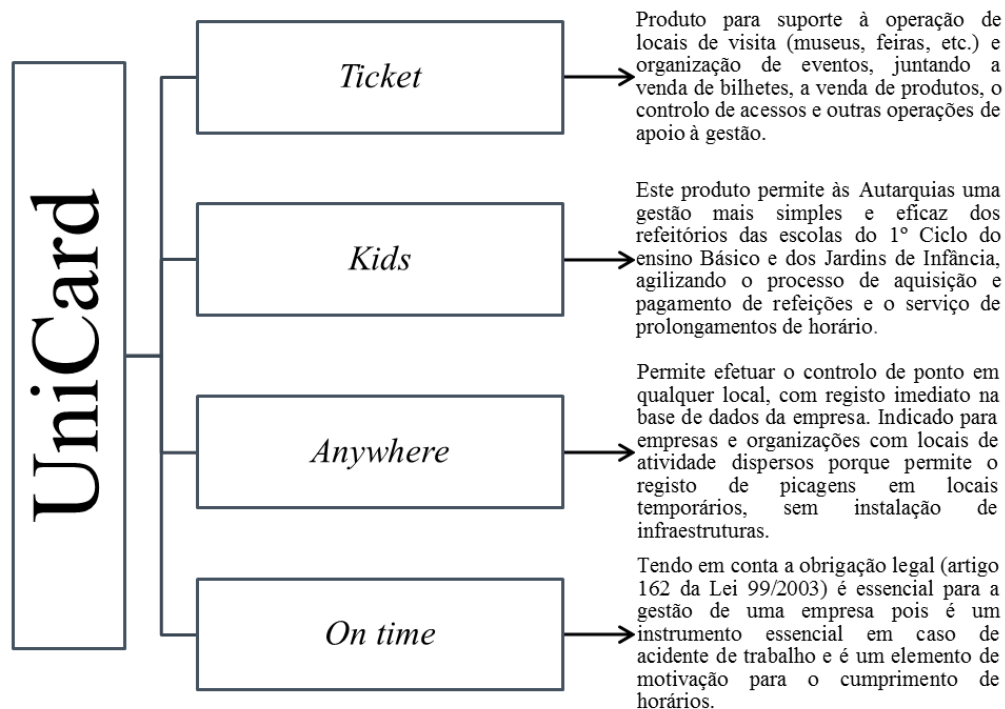 UniCard
Ticket
Produto para suporte à operação de
locais de visita (museus, feiras, etc.) e
organização de eventos, juntando a
venda de bilhetes, a venda de produtos, o
controlo de acessos e outras operações de
apoio à gestão.
Kids
Este produto permite às Autarquias uma
gestão mais simples e eficaz dos
refeitórios das escolas do 1º Ciclo do
ensino Básico e dos Jardins de Infância,
agilizando o processo de aquisição e
pagamento de refeições e o serviço de
prolongamentos de horário.
Anywhere
Permite efetuar o controlo de ponto em
qualquer local, com registo imediato na
base de dados da empresa. Indicado para
empresas e organizações com locais de
atividade dispersos porque permite o
registo de picagens em locais
temporários, sem instalação de
infraestruturas.
On time
Tendo em conta a obrigação legal (artigo
162 da Lei 99/2003) é essencial para a
gestão de uma empresa pois é um
instrumento essencial em caso de
acidente de trabalho e é um elemento de
motivação para o cumprimento de
horários.